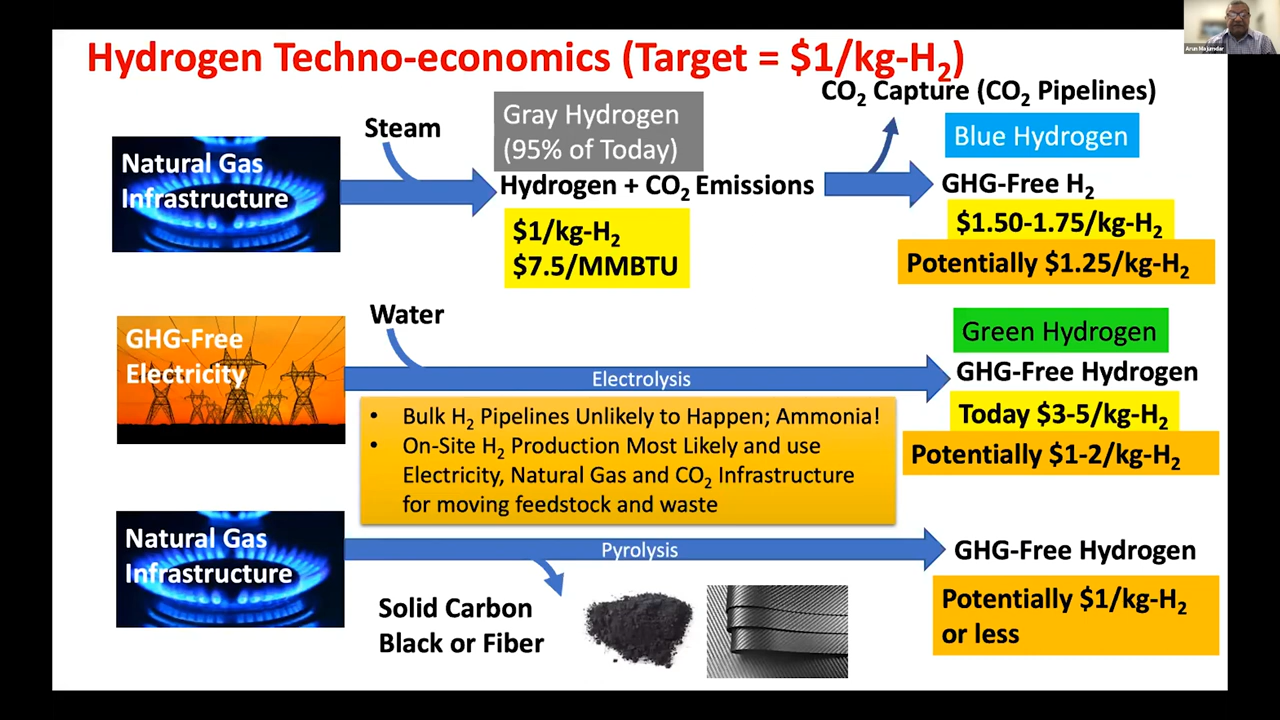 Hydrogen Techno-economics (Target = $1/kg-H₂)
Arun Majumdar
CO₂ Capture (CO₂ Pipelines)
Steam
Gray Hydrogen
(95% of Today)
Blue Hydrogen
Natural Gas
Infrastructure
Hydrogen + CO₂ Emissions
GHG-Free H₂
$1/kg-H₂
$7.5/MMBTU
$1.50-1.75/kg-H₂
Potentially $1.25/kg-H₂
Water
Green Hydrogen
GHG-Free
Electricity
Electrolysis
GHG-Free Hydrogen
Today $3-5/kg-H₂
Potentially $1-2/kg-H₂
• Bulk H₂ Pipelines Unlikely to Happen; Ammonia!
• On-Site H₂ Production Most Likely and use
Electricity, Natural Gas and CO₂ Infrastructure
for moving feedstock and waste
Natural Gas
Infrastructure
Pyrolysis
GHG-Free Hydrogen
Solid Carbon
Black or Fiber
Potentially $1/kg-H₂
or less